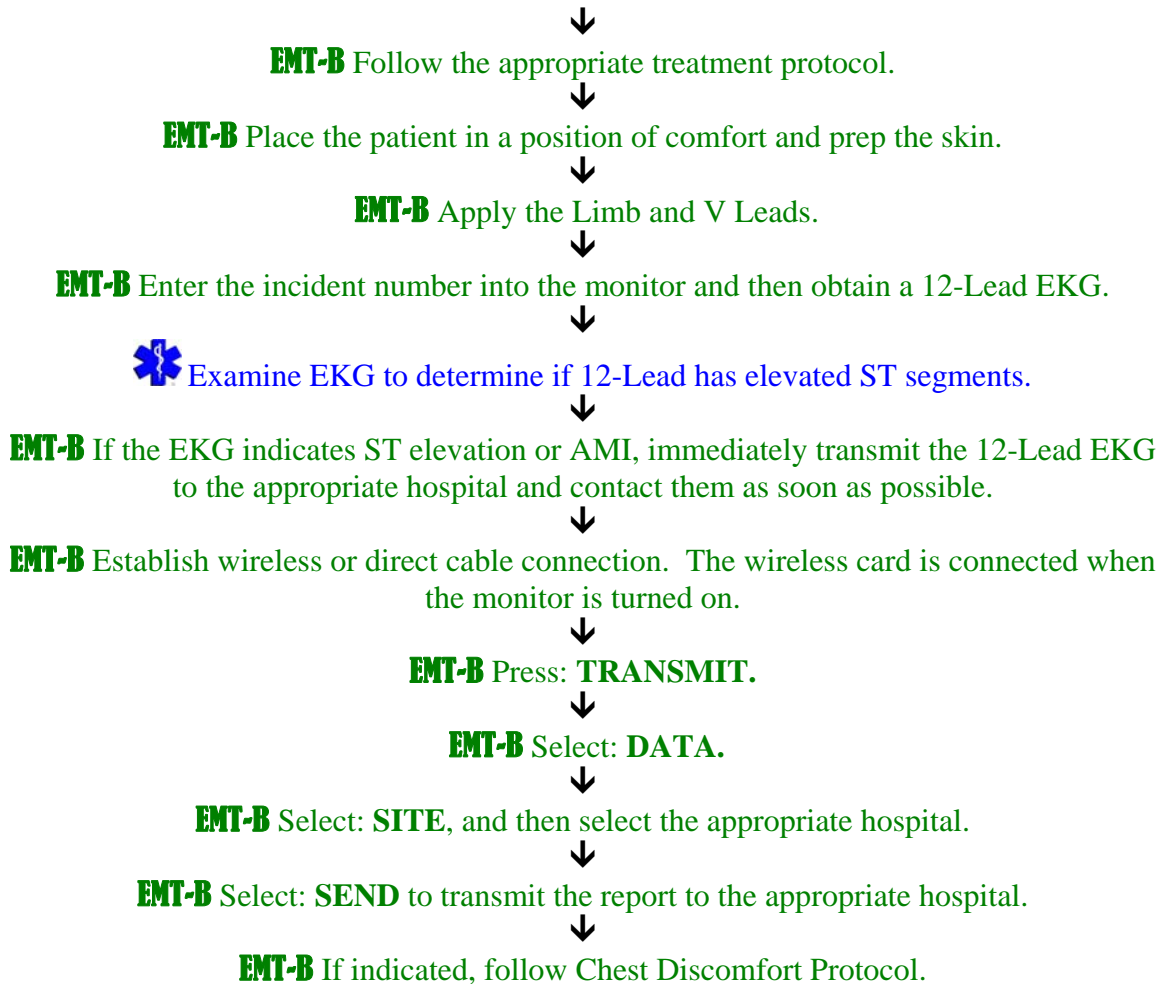 EMT-B Follow the appropriate treatment protocol.
EMT-B Place the patient in a position of comfort and prep the skin.
EMT-B Apply the Limb and V Leads.
EMT-B Enter the incident number into the monitor and then obtain a 12-Lead EKG.
Examine EKG to determine if 12-Lead has elevated ST segments.
EMT-B If the EKG indicates ST elevation or AMI, immediately transmit the 12-Lead EKG
to the appropriate hospital and contact them as soon as possible.
EMT-B Establish wireless or direct cable connection. The wireless card is connected when
the monitor is turned on.
EMT-B Press: TRANSMIT.
EMT-B Select: DATA.
EMT-B Select: SITE, and then select the appropriate hospital.
EMT-B Select: SEND to transmit the report to the appropriate hospital.
EMT-B If indicated, follow Chest Discomfort Protocol.